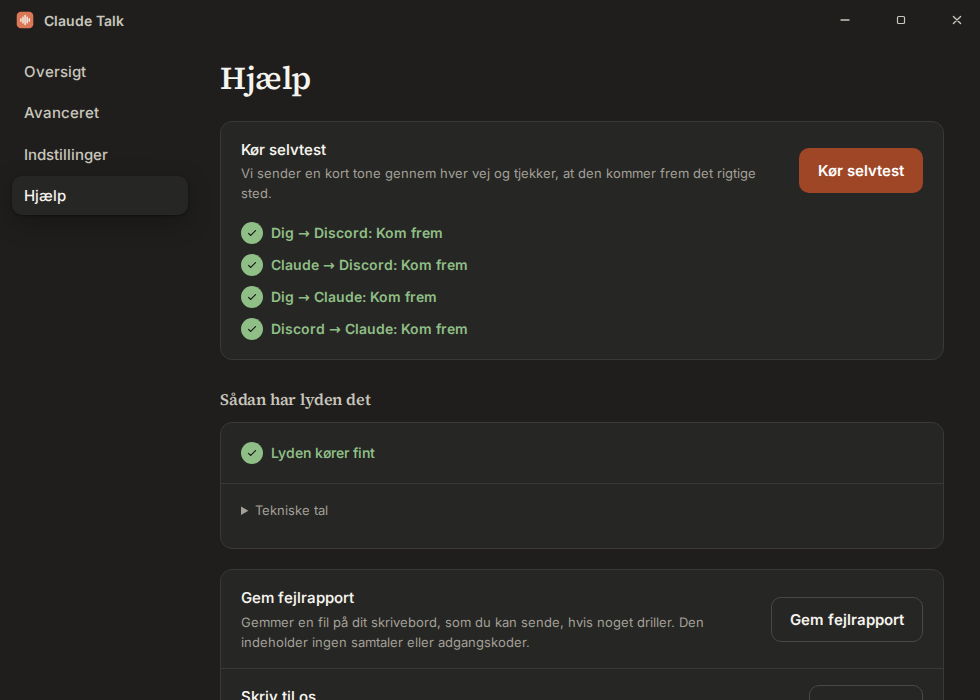 Claude Talk
Oversigt
Avanceret
Indstillinger
Hjælp
Hjælp
Kør selvtest
Vi sender en kort tone gennem hver vej og tjekker, at den kommer frem det rigtige
sted.
Kør selvtest
Dig → Discord: Kom frem
Claude → Discord: Kom frem
Dig → Claude: Kom frem
Discord → Claude: Kom frem
Sådan har lyden det
Lyden kører fint
Tekniske tal
Gem fejlrapport
Gemmer en fil på dit skrivebord, som du kan sende, hvis noget driller. Den
indeholder ingen samtaler eller adgangskoder.
Gem fejlrapport
Skriv til os